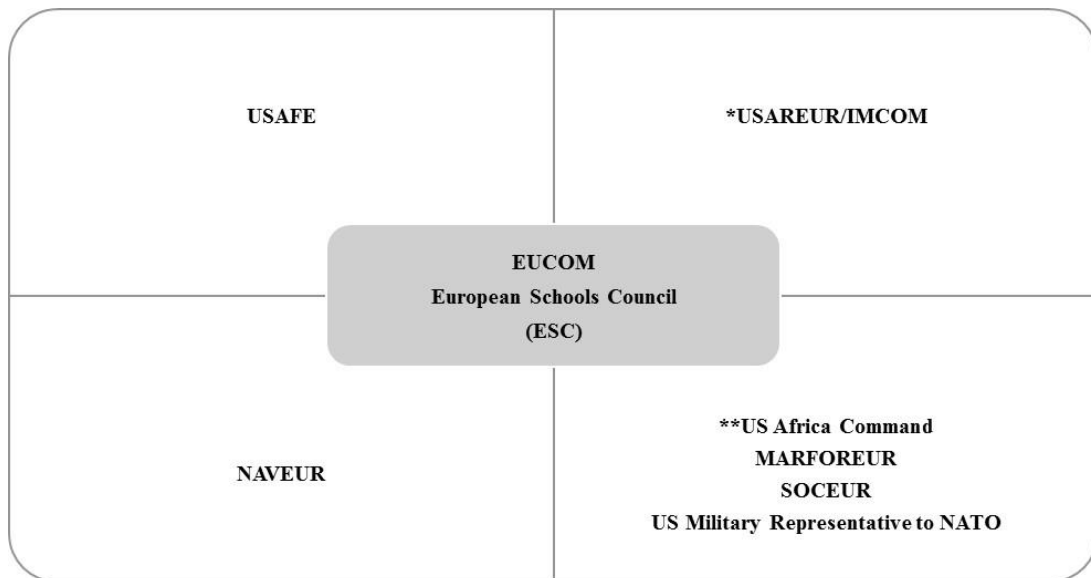 USAFE
*USAREUR/IMCOM
EUCOM
European Schools Council
(ESC)
NAVEUR
**US Africa Command
MARFOREUR
SOCEUR
US Military Representative to NATO